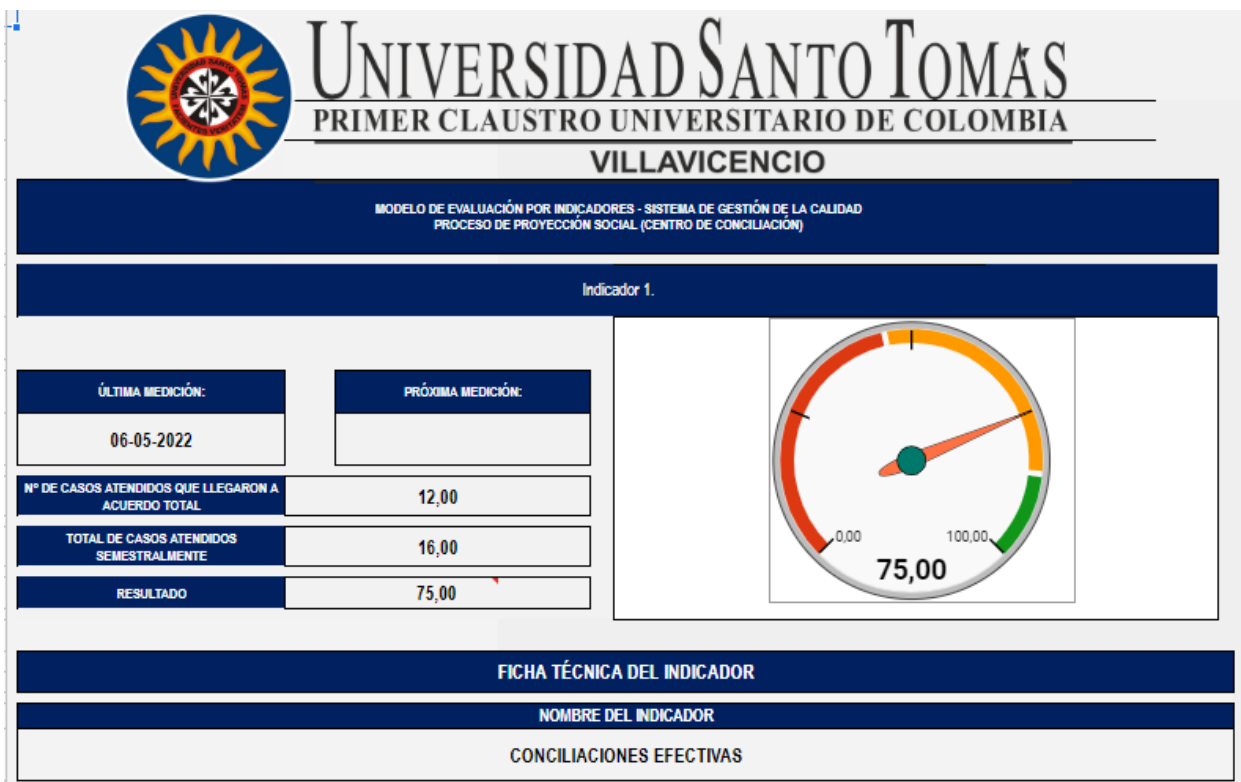 UNIVERSIDAD SANTO TOMÁS
PRIMER CLAUSTRO UNIVERSITARIO DE COLOMBIA
VILLAVICENCIO
MODELO DE EVALUACIÓN POR INDICADORES - SISTEMA DE GESTIÓN DE LA CALIDAD
PROCESO DE PROYECCIÓN SOCIAL (CENTRO DE CONCILIACIÓN)
Indicador 1.
ÚLTIMA MEDICIÓN:
PRÓXIMA MEDICIÓN:
06-05-2022
Nº DE CASOS ATENDIDOS QUE LLEGARON A
ACUERDO TOTAL
12,00
TOTAL DE CASOS ATENDIDOS
SEMESTRALMENTE
16,00
RESULTADO
75,00
0,00
100,00
75,00
FICHA TÉCNICA DEL INDICADOR
NOMBRE DEL INDICADOR
CONCILIACIONES EFECTIVAS